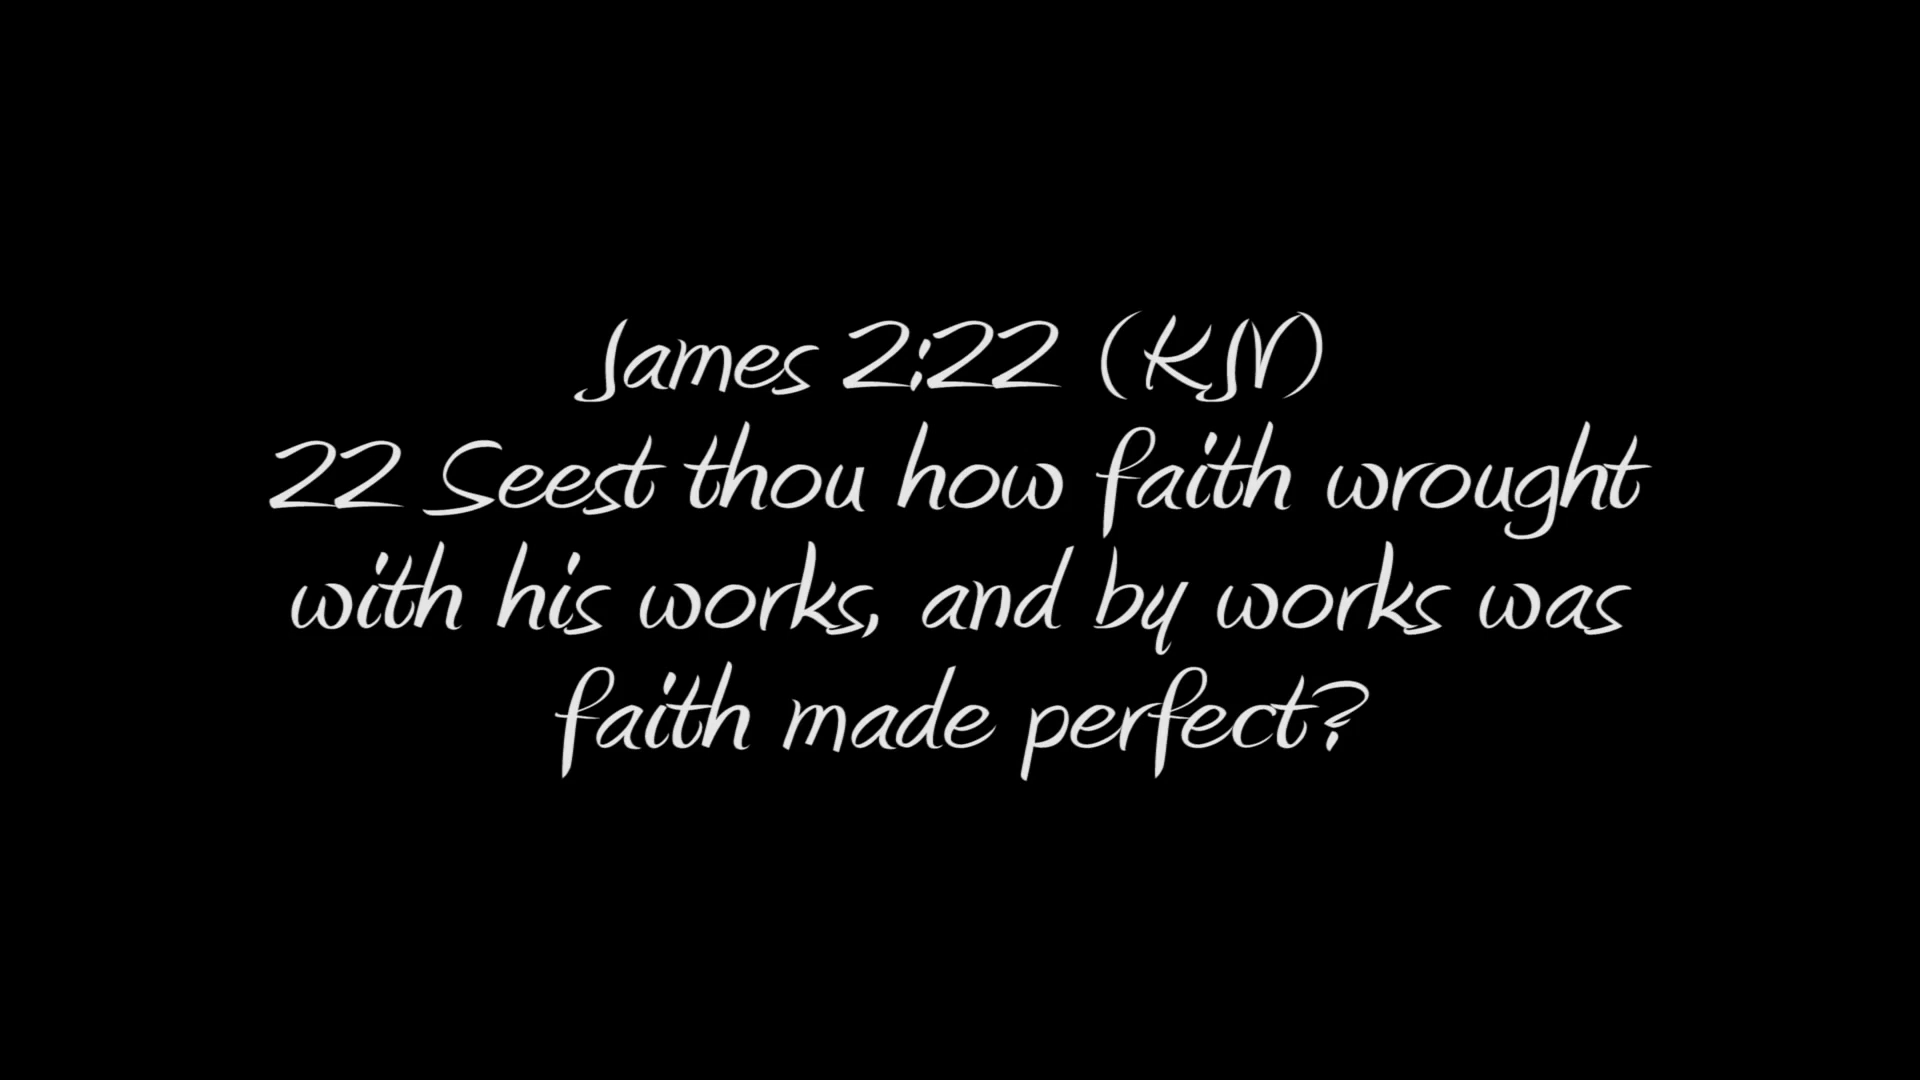 James 2:22 (KJV)
22 Seest thou how faith wrought
with his works, and by works was
faith made perfect?